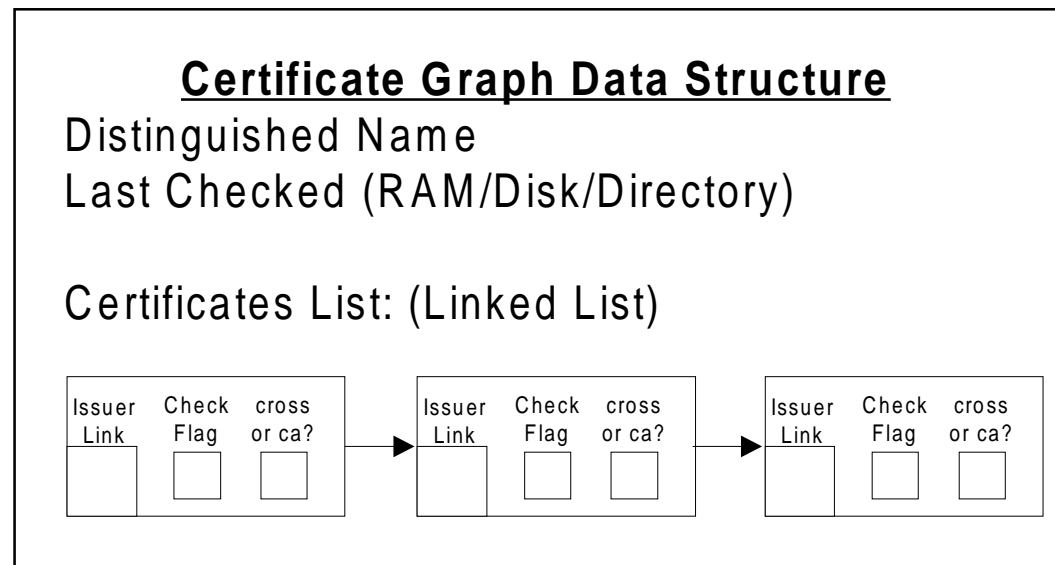 Certificate Graph Data Structure
Distinguished Name
Last Checked (RAM/Disk/Directory)
Certificates List: (Linked List)
Issuer Link
Check Flag
cross or ca?
Issuer Link
Check Flag
cross or ca?
Issuer Link
Check Flag
cross or ca?